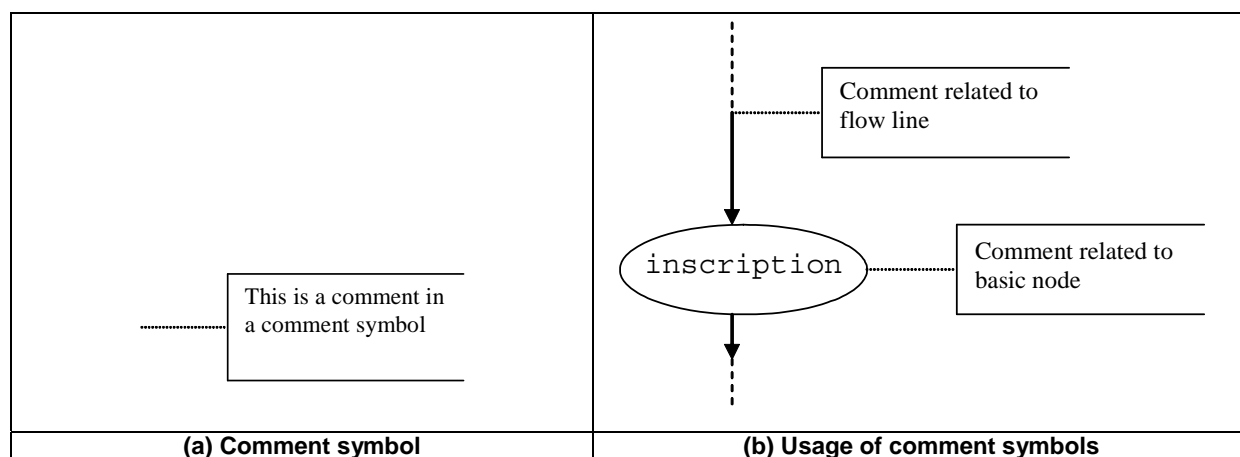 This is a comment in
a comment symbol
(a) Comment symbol
Comment related to
flow line
inscription
Comment related to
basic node
(b) Usage of comment symbols